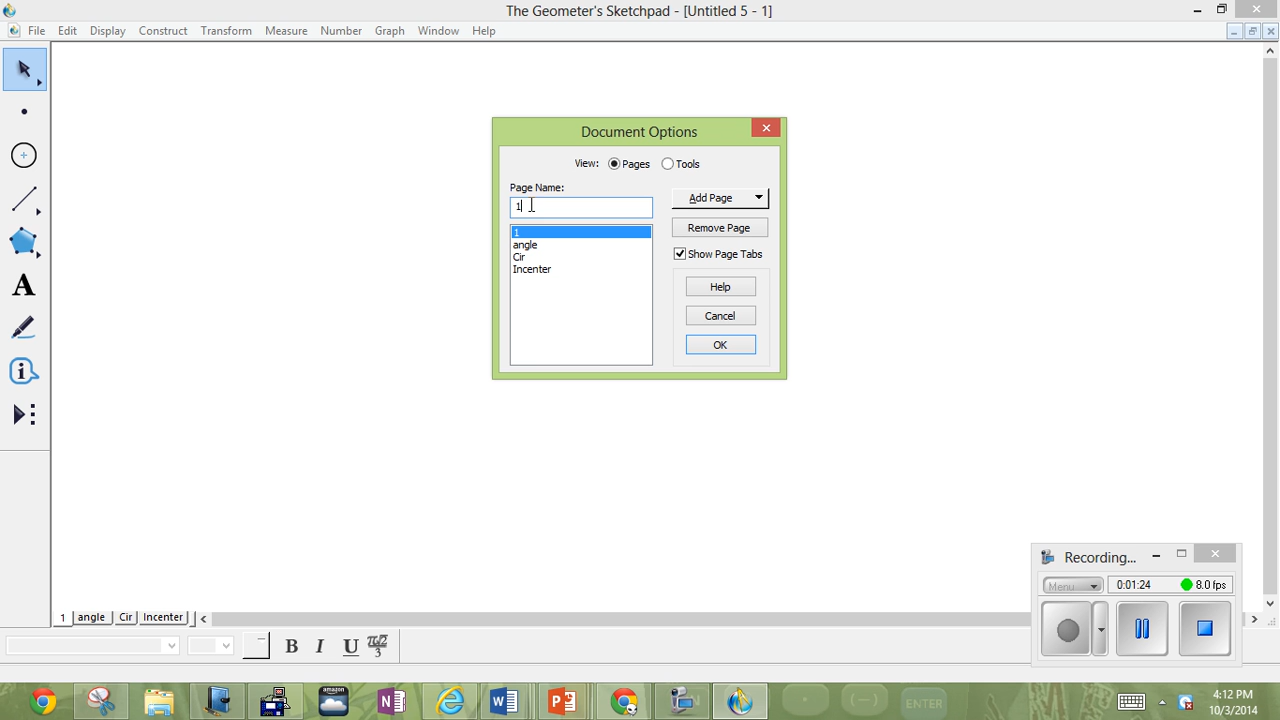 The Geometer's Sketchpad - [Untitled 5 - 1]
File Edit Display Construct Transform Measure Number Graph Window Help
Document Options
View: Pages Tools
Page Name:
1
Add Page
1
angle
Cir
Incenter
Remove Page
Show Page Tabs
Help
Cancel
OK
A
Recording...
Menu 0:01:24 8.0 fps
1 angle Cir Incenter
B I U
amazon
ENTER
4:12 PM
10/3/2014